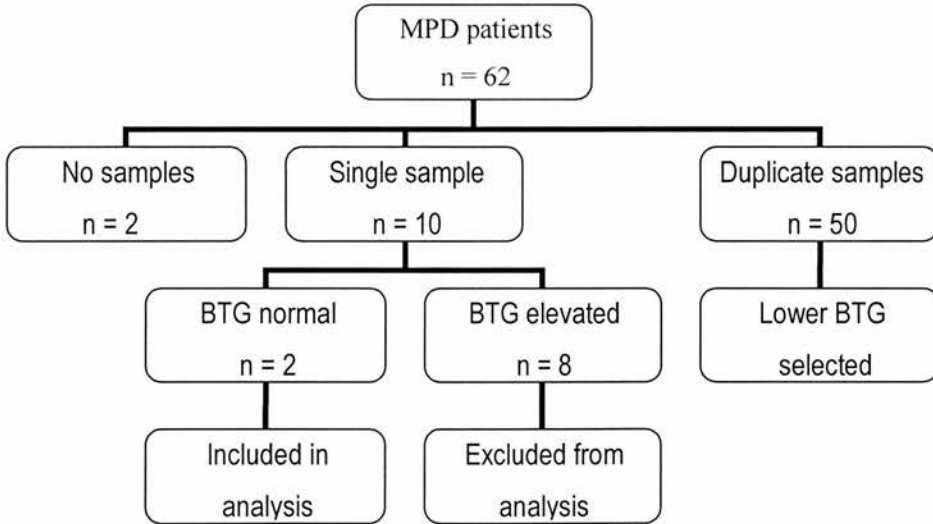 MPD patients
n = 62
No samples
n = 2
Single sample
n = 10
Duplicate samples
n = 50
BTG normal
n = 2
BTG elevated
n = 8
Lower BTG
selected
Included in
analysis
Excluded from
analysis